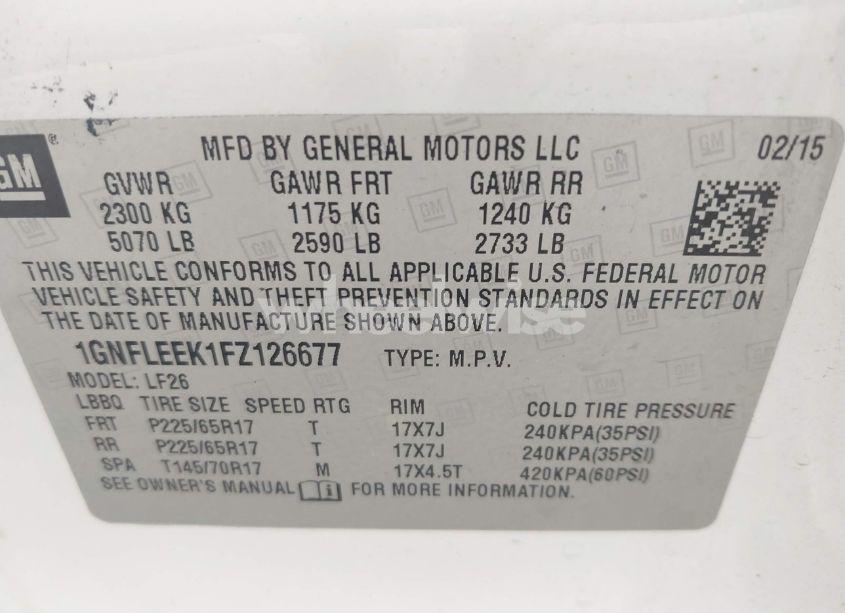 GM®
MFD BY GENERAL MOTORS LLC 02/15
GVWR GAWR FRT GAWR RR
2300 KG 1175 KG 1240 KG
5070 LB 2590 LB 2733 LB
THIS VEHICLE CONFORMS TO ALL APPLICABLE U.S. FEDERAL MOTOR
VEHICLE SAFETY AND THEFT PREVENTION STANDARDS IN EFFECT ON
THE DATE OF MANUFACTURE SHOWN ABOVE.
1GNFLEEK1FZ126677 TYPE: M.P.V.
MODEL: LF26
LBBQ TIRE SIZE SPEED RTG RIM COLD TIRE PRESSURE
FRT P225/65R17 T 17X7J 240KPA(35PSI)
RR P225/65R17 T 17X7J 240KPA(35PSI)
SPA T145/70R17 M 17X4.5T 420KPA(60PSI)
SEE OWNER'S MANUAL FOR MORE INFORMATION.